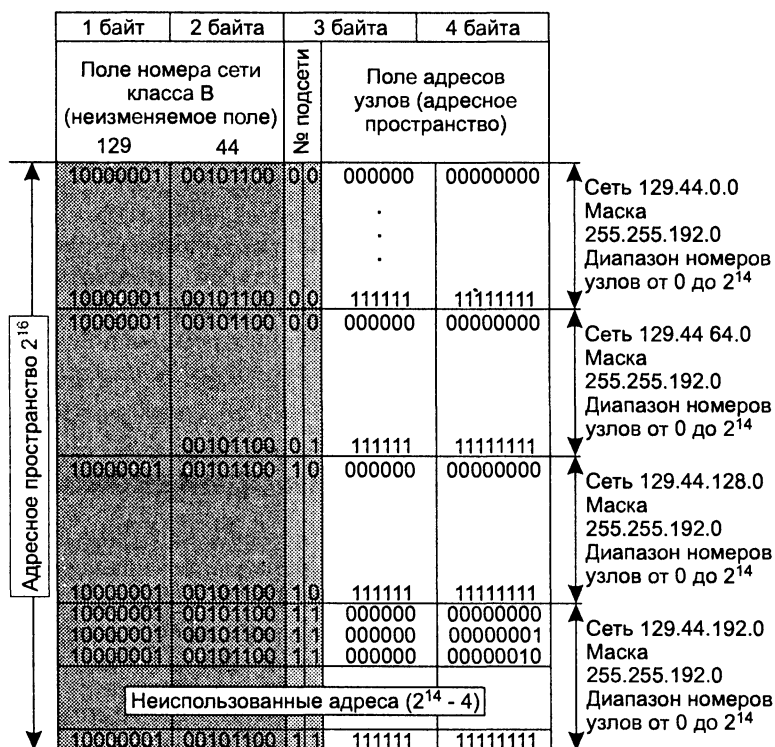 1 байт 2 байта 3 байта 4 байта
Поле номера сети
класса В
(неизменяемое поле)
129 44
№ подсети
Поле адресов
узлов (адресное
пространство)
Адресное пространство 2^16
10000001 00101100 0 0 000000 00000000
.
.
.
10000001 00101100 0 0 111111 11111111
Сеть 129.44.0.0
Маска
255.255.192.0
Диапазон номеров
узлов от 0 до 2^14
10000001 00101100 0 0 000000 00000000
00101100 0 1 111111 11111111
Сеть 129.44 64.0
Маска
255.255.192.0
Диапазон номеров
узлов от 0 до 2^14
10000001 00101100 1 0 000000 00000000
10000001 00101100 1 0 111111 11111111
Сеть 129.44.128.0
Маска
255.255.192.0
Диапазон номеров
узлов от 0 до 2^14
10000001 00101100 1 1 000000 00000000
10000001 00101100 1 1 000000 00000001
10000001 00101100 1 1 000000 00000010
Неиспользованные адреса (2^14 - 4)
10000001 00101100 1 1 111111 11111111
Сеть 129.44.192.0
Маска
255.255.192.0
Диапазон номеров
узлов от 0 до 2^14